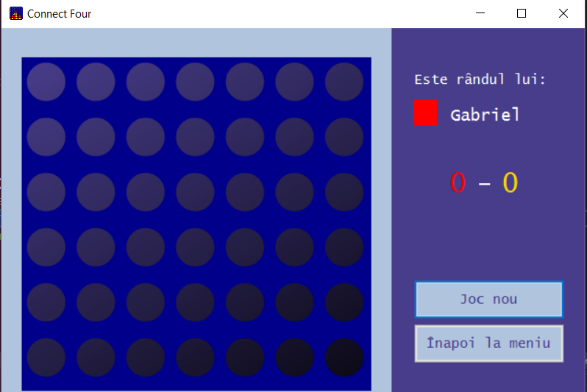 Connect Four
Este rândul lui:
Gabriel
0 – 0
Joc nou
Înapoi la meniu